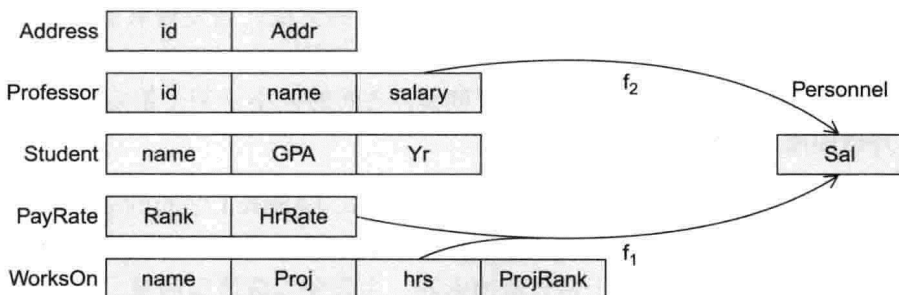 Address id Addr
Professor id name salary
f2 Personnel
Student name GPA Yr
Sal
PayRate Rank HrRate
f1
WorksOn name Proj hrs ProjRank